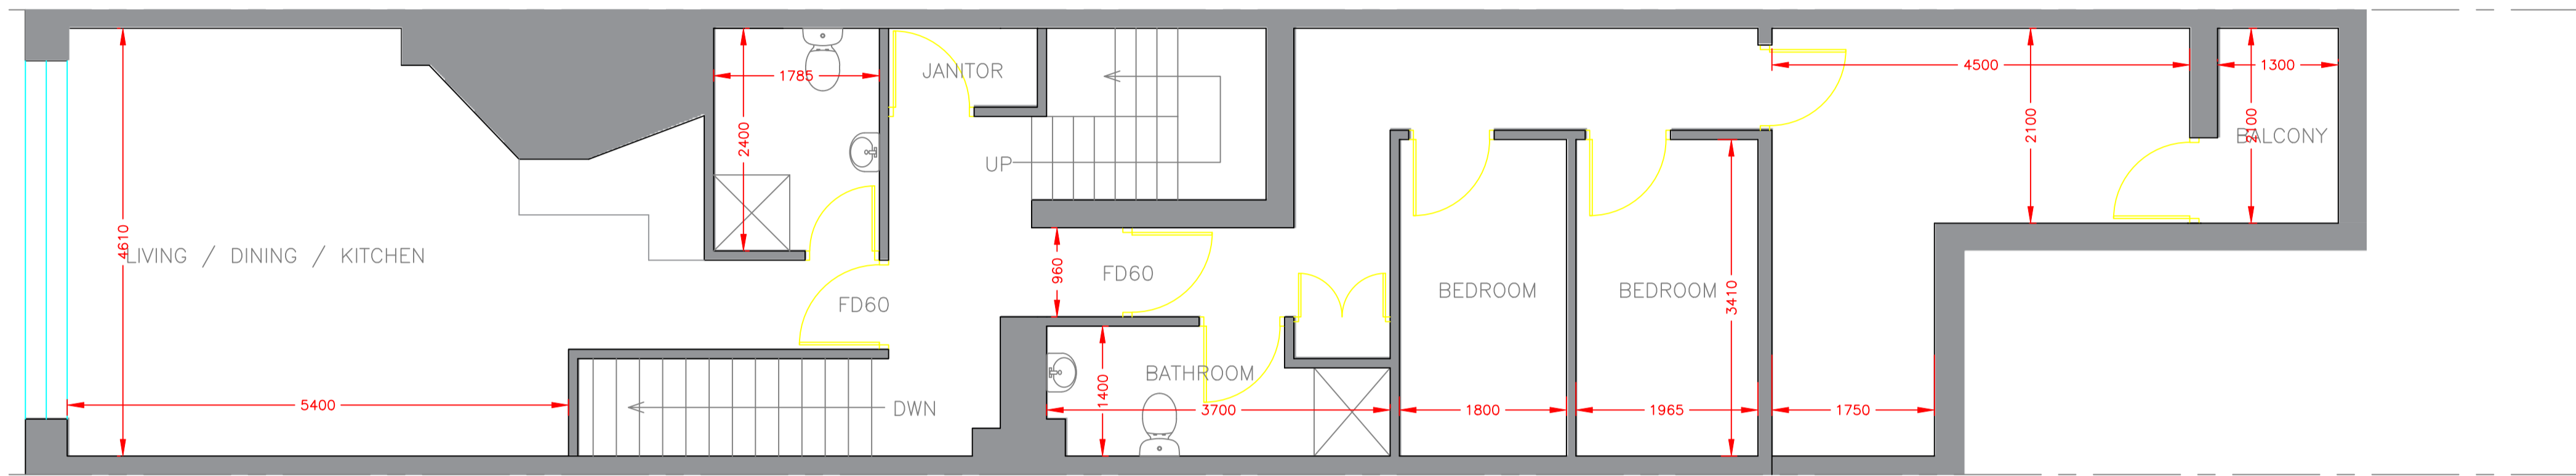 JANITOR
1785
4500
1300
2400
2100
2100
BALCONY
UP
4610
LIVING / DINING / KITCHEN
960
FD60
FD60
BEDROOM
BEDROOM
3410
BATHROOM
1400
5400
DWN
3700
1800
1965
1750